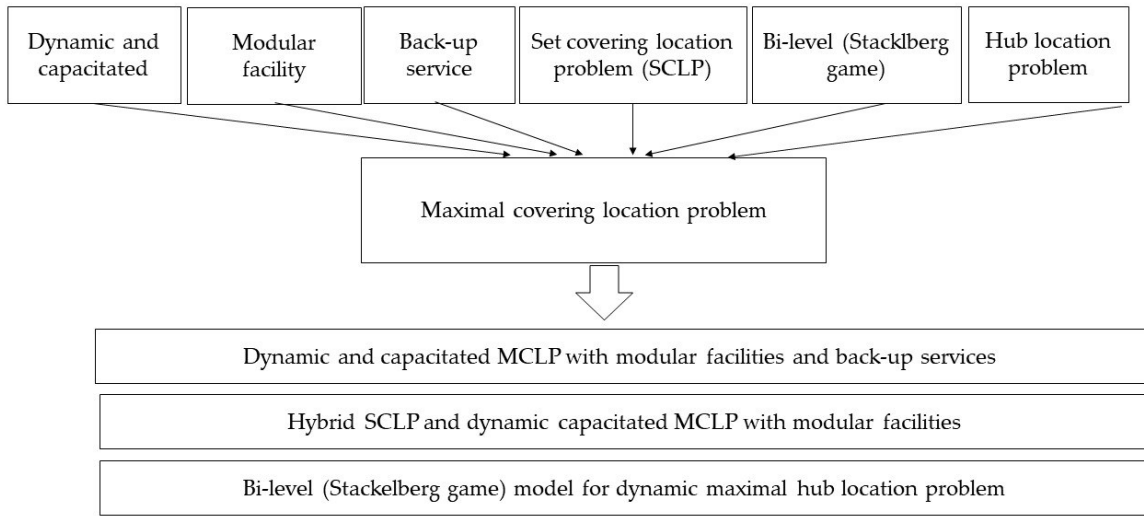 Dynamic and
capacitated
Modular
facility
Back-up
service
Set covering location
problem (SCLP)
Bi-level (Stacklberg
game)
Hub location
problem
Maximal covering location problem
Dynamic and capacitated MCLP with modular facilities and back-up services
Hybrid SCLP and dynamic capacitated MCLP with modular facilities
Bi-level (Stackelberg game) model for dynamic maximal hub location problem